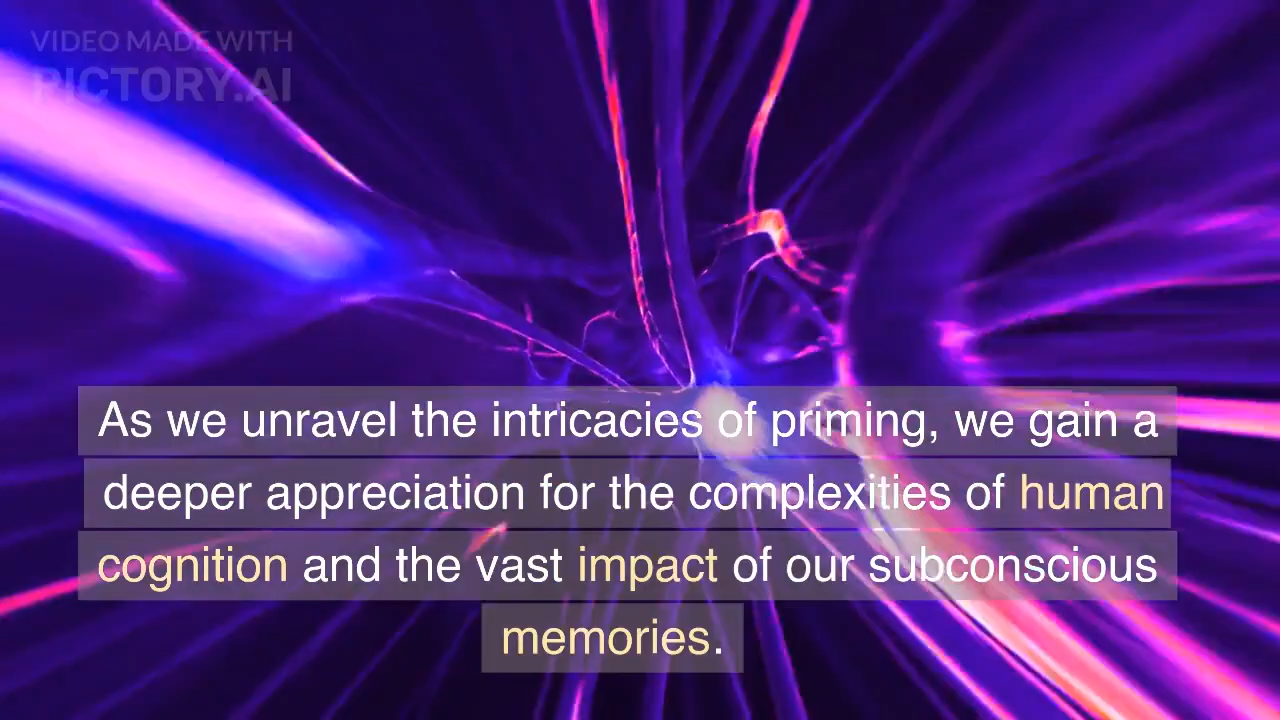 VIDEO MADE WITH
PICTORY.AI
As we unravel the intricacies of priming, we gain a
deeper appreciation for the complexities of human
cognition and the vast impact of our subconscious
memories.